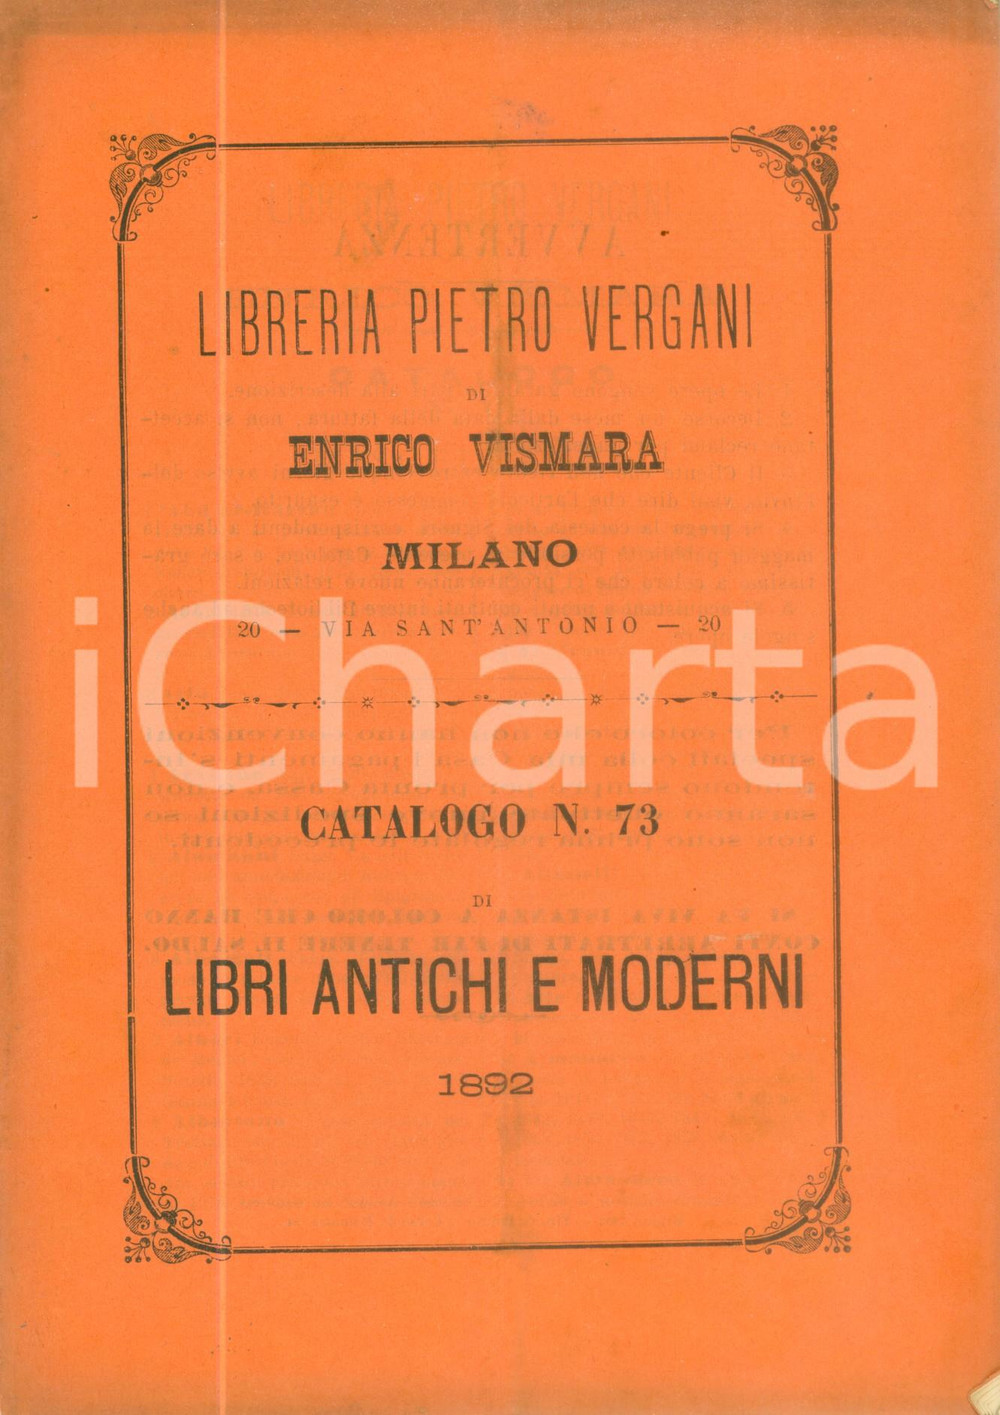 LIBRERIA PIETRO VERGANI
DI
ENRICO VISMARA
MILANO
20 — VIA SANT'ANTONIO — 20
iCharta
CATALOGO N. 73
DI
LIBRI ANTICHI E MODERNI
1892